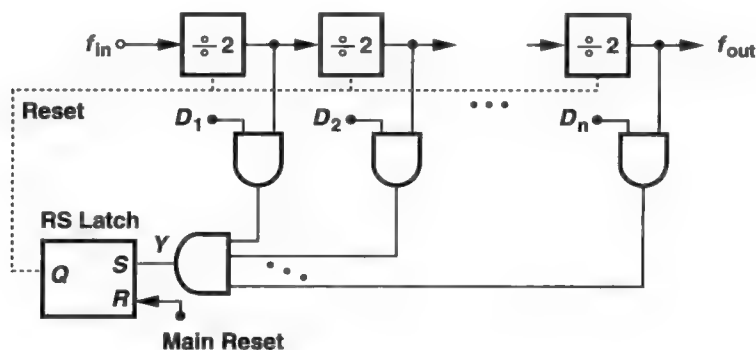 f_in ÷ 2 ÷ 2 ÷ 2 f_out
Reset
D_1 D_2 ••• D_n
RS Latch
Y
Q S
R
Main Reset